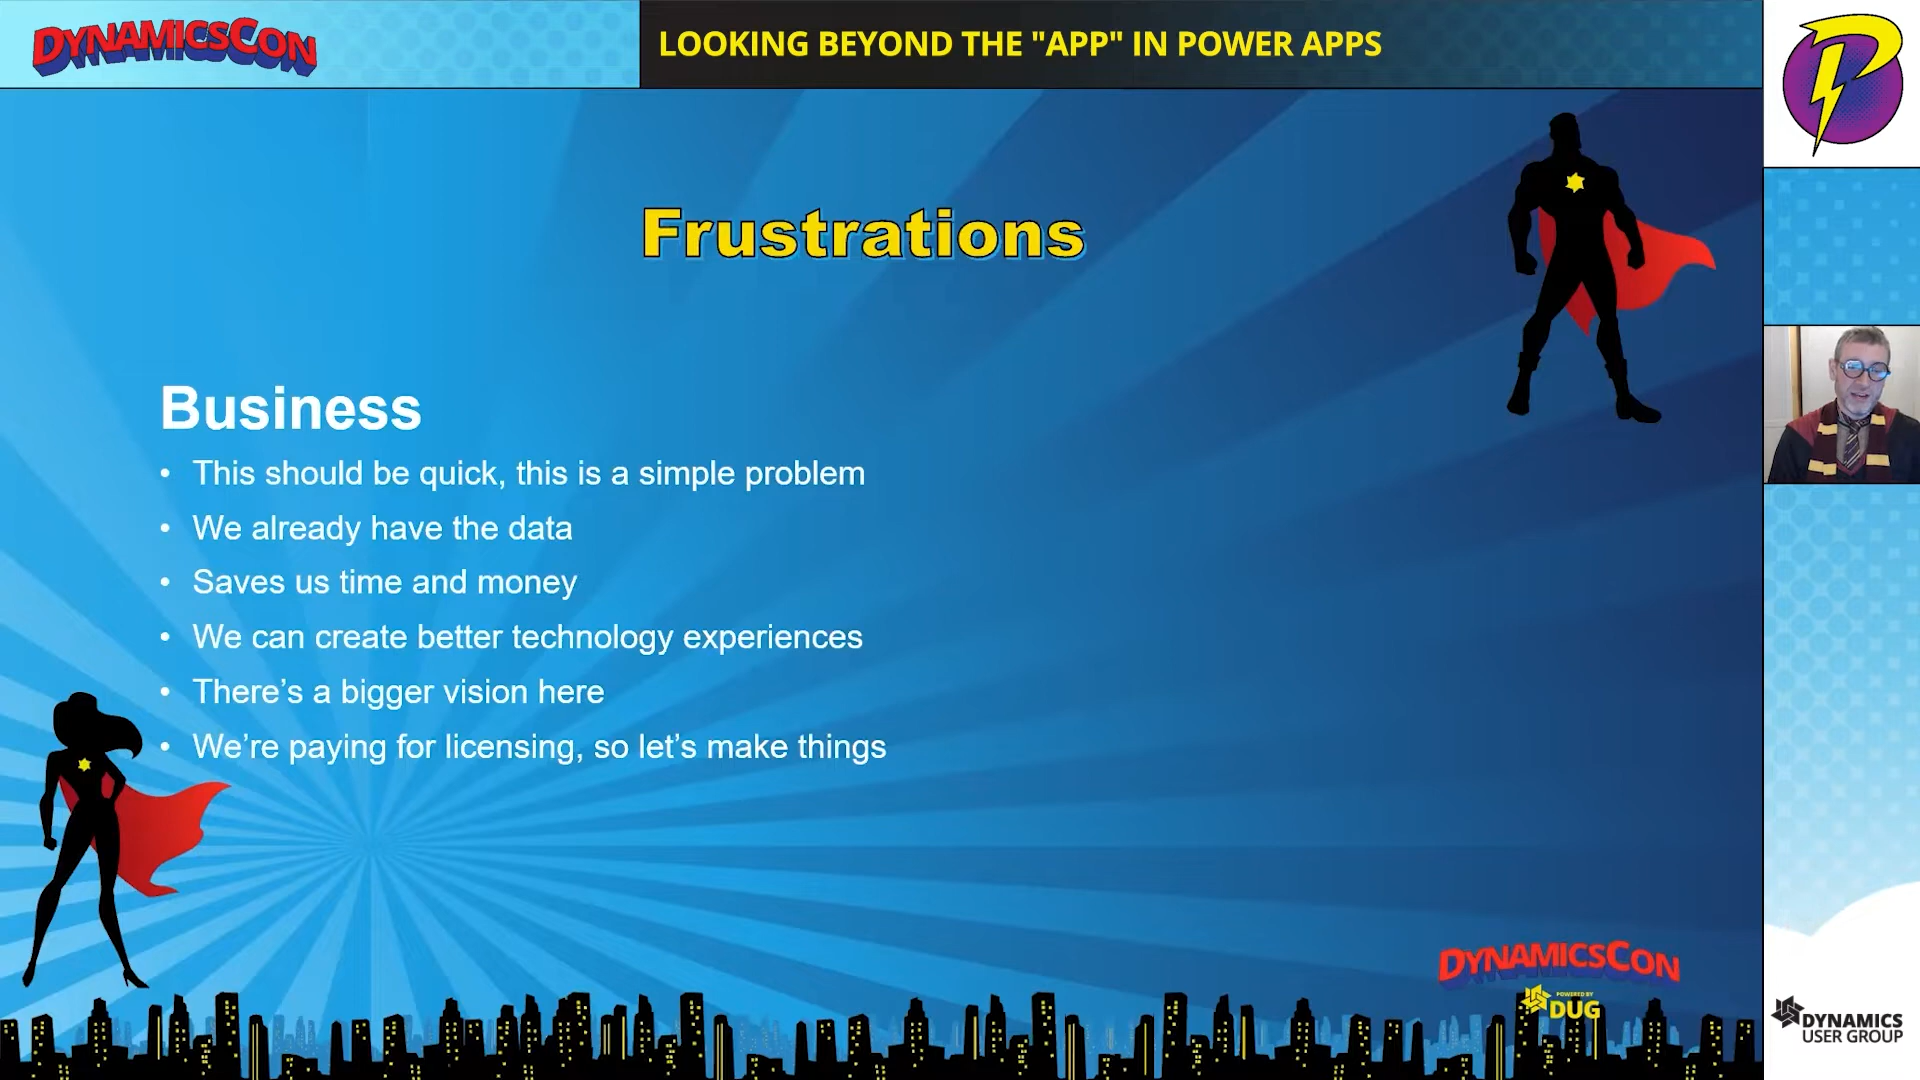 DYNAMICSCON
LOOKING BEYOND THE "APP" IN POWER APPS
P
Frustrations
Business
• This should be quick, this is a simple problem
• We already have the data
• Saves us time and money
• We can create better technology experiences
• There’s a bigger vision here
• We’re paying for licensing, so let’s make things
DYNAMICSCON
POWERED BY
DUG
DYNAMICS
USER GROUP